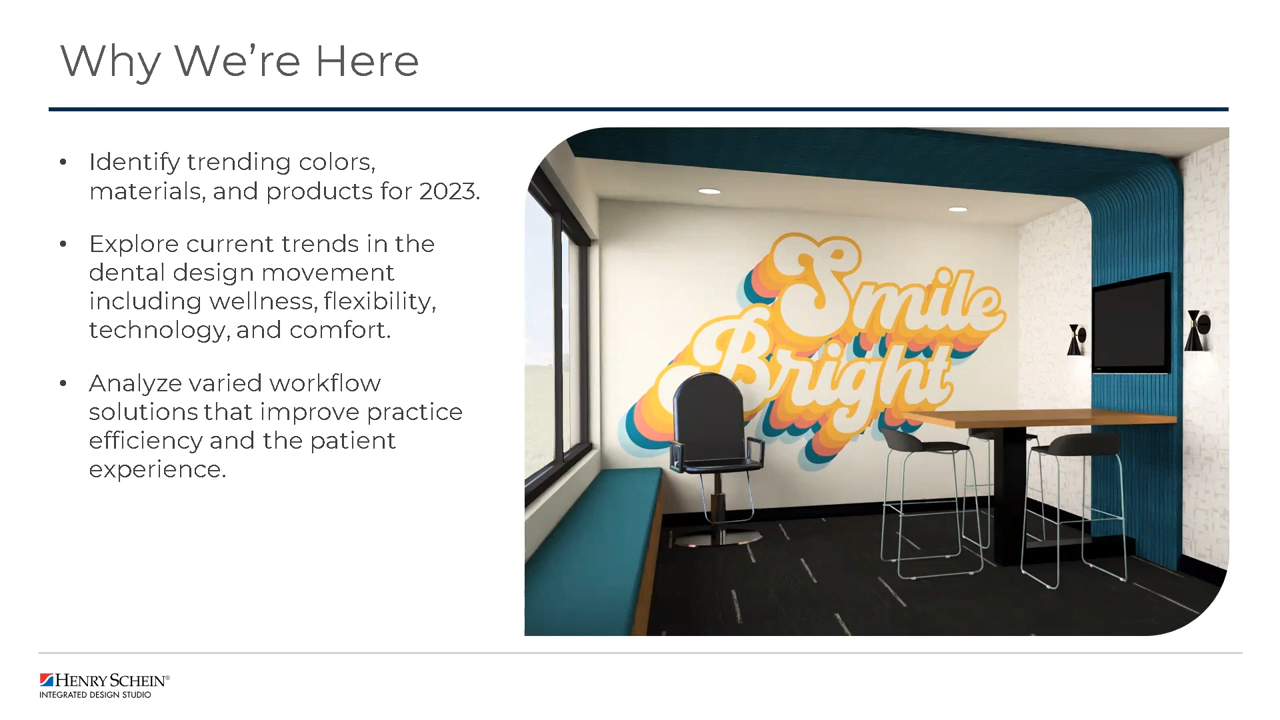 Why We’re Here
• Identify trending colors,
materials, and products for 2023.
• Explore current trends in the
dental design movement
including wellness, flexibility,
technology, and comfort.
• Analyze varied workflow
solutions that improve practice
efficiency and the patient
experience.
Smile
Bright
HENRY SCHEIN®
INTEGRATED DESIGN STUDIO